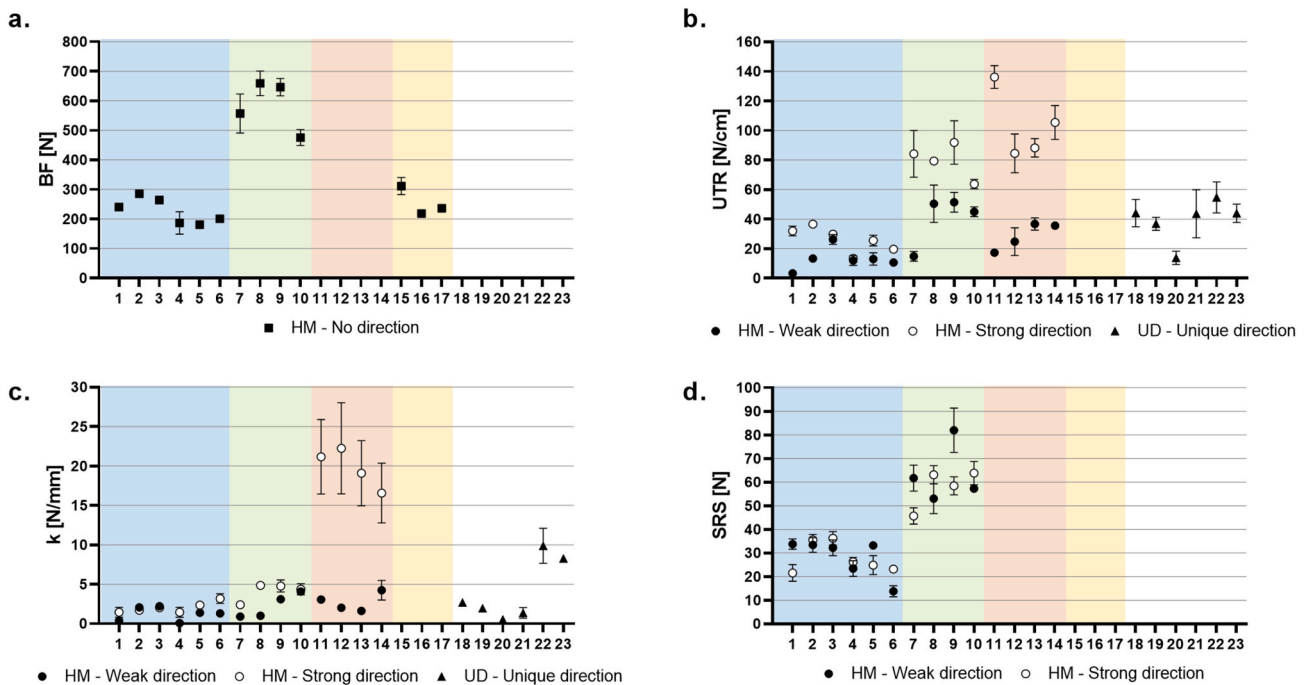 a.
800
700
600
500
400
300
200
100
0
BF [N]
1 2 3 4 5 6 7 8 9 10 11 12 13 14 15 16 17 18 19 20 21 22 23
HM - No direction
b.
160
140
120
100
80
60
40
20
0
UTR [N/cm]
1 2 3 4 5 6 7 8 9 10 11 12 13 14 15 16 17 18 19 20 21 22 23
HM - Weak direction HM - Strong direction UD - Unique direction
c.
30
25
20
15
10
5
0
k [N/mm]
1 2 3 4 5 6 7 8 9 10 11 12 13 14 15 16 17 18 19 20 21 22 23
HM - Weak direction HM - Strong direction UD - Unique direction
d.
100
90
80
70
60
50
40
30
20
10
0
SRS [N]
1 2 3 4 5 6 7 8 9 10 11 12 13 14 15 16 17 18 19 20 21 22 23
HM - Weak direction HM - Strong direction